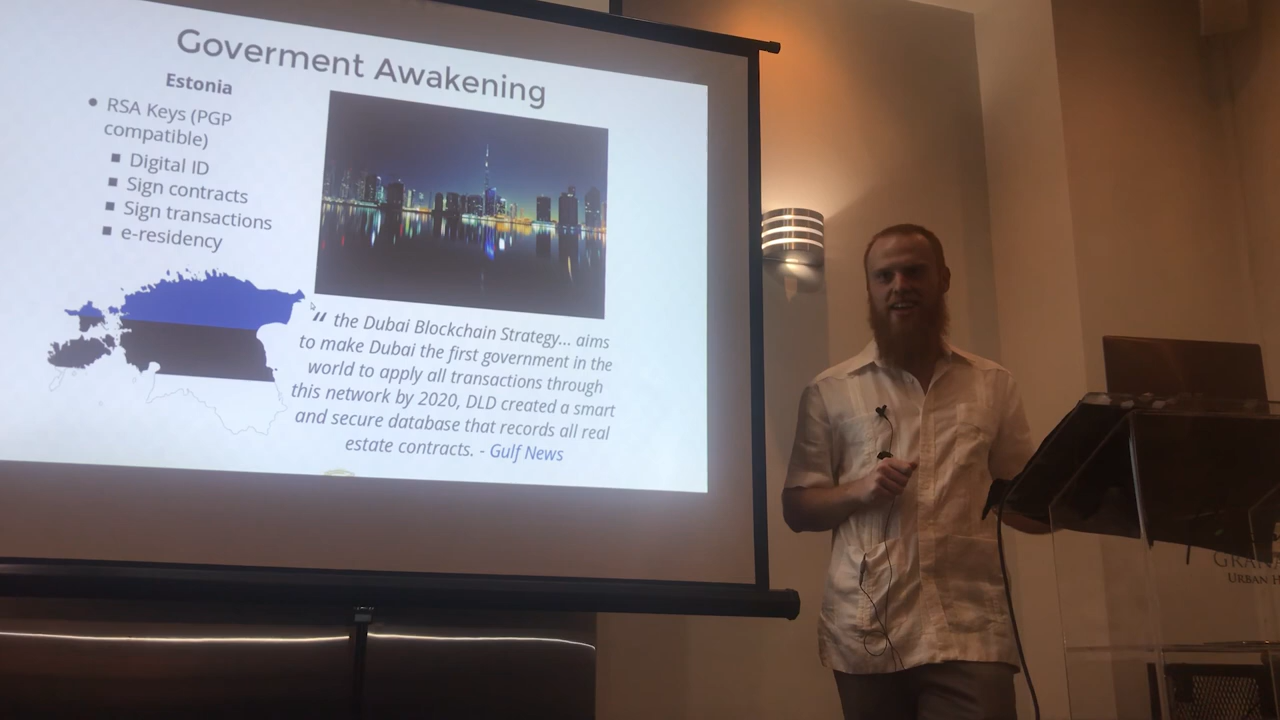 Goverment Awakening
Estonia
• RSA Keys (PGP
compatible)
▪ Digital ID
▪ Sign contracts
▪ Sign transactions
▪ e-residency
“ the Dubai Blockchain Strategy... aims
to make Dubai the first government in the
world to apply all transactions through
this network by 2020, DLD created a smart
and secure database that records all real
estate contracts. - Gulf News
URBAN